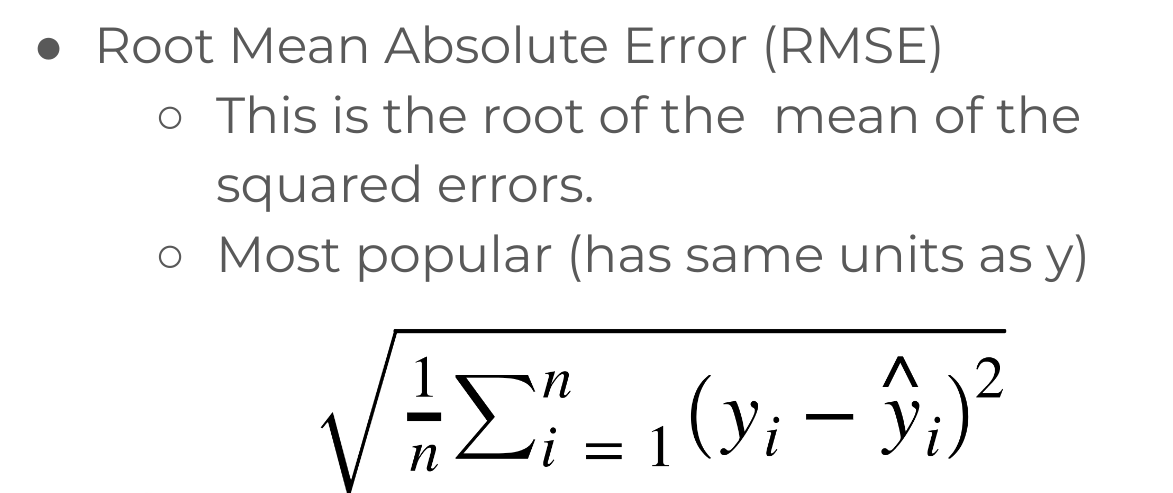 ● Root Mean Absolute Error (RMSE)
○ This is the root of the  mean of the
squared errors.
○ Most popular (has same units as y)
√(1/n ∑ⁿᵢ₌₁ (yᵢ − ŷᵢ)²)